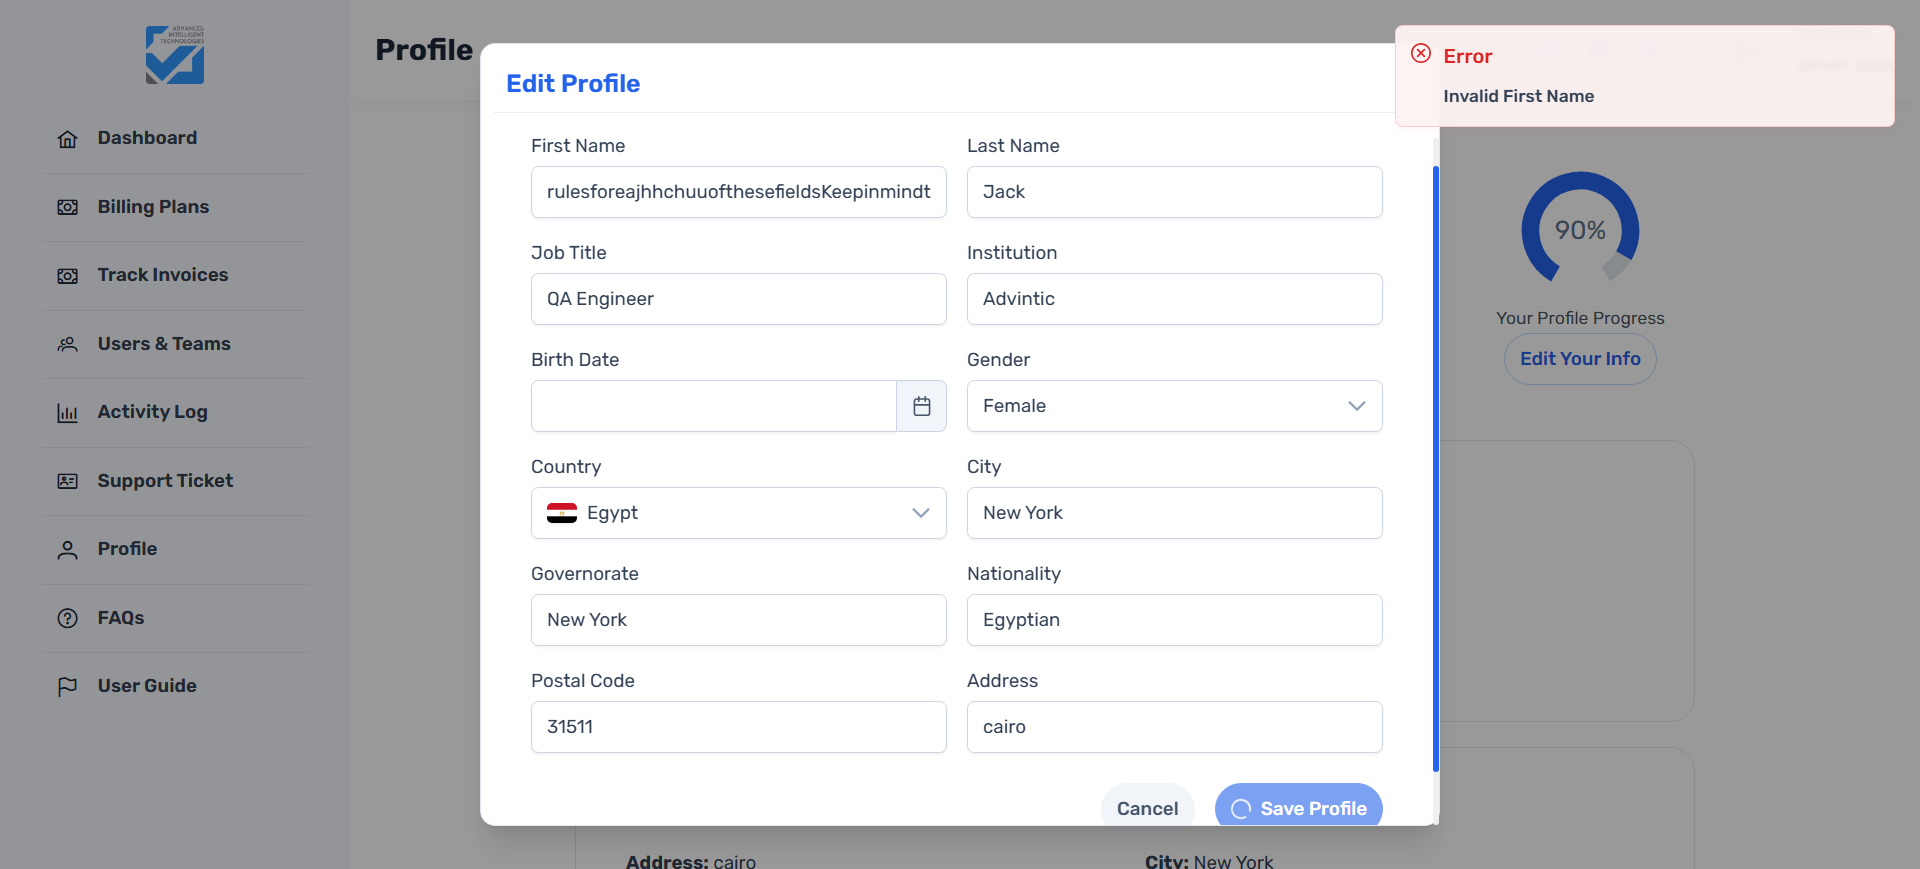 ADVANCED
INTELLIGENT
TECHNOLOGIES
Dashboard
Billing Plans
Track Invoices
Users & Teams
Activity Log
Support Ticket
Profile
FAQs
User Guide
Profile
Edit Profile
First Name
Last Name
rulesforeajhhchuuofthesefieldsKeepinmindt
Jack
Job Title
Institution
QA Engineer
Advintic
Birth Date
Gender
Female
Country
City
Egypt
New York
Governorate
Nationality
New York
Egyptian
Postal Code
Address
31511
cairo
Cancel
Save Profile
Error
Invalid First Name
90%
Your Profile Progress
Edit Your Info
Address: cairo
City: New York